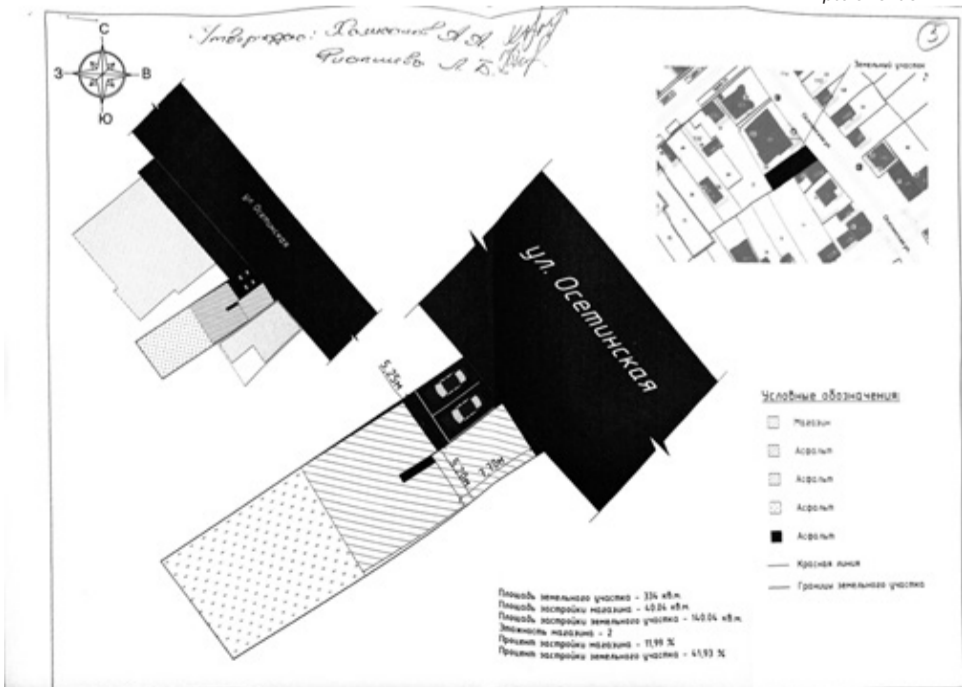 3
С
З
В
Ю
Утверждаю:
А. А.
Л. Б.
Земельный участок
ул. Осетинская
ул. Осетинская
5,25м
5,20м
7,70м
Условные обозначения:
Магазин
Асфальт
Асфальт
Асфальт
Асфальт
Красная линия
Границы земельного участка
Площадь земельного участка - 334 кв.м.
Площадь застройки магазина - 40.04 кв.м.
Площадь застройки земельного участка - 140.04 кв.м.
Этажность магазина - 2
Процент застройки магазина - 11,99 %
Процент застройки земельного участка - 41,93 %